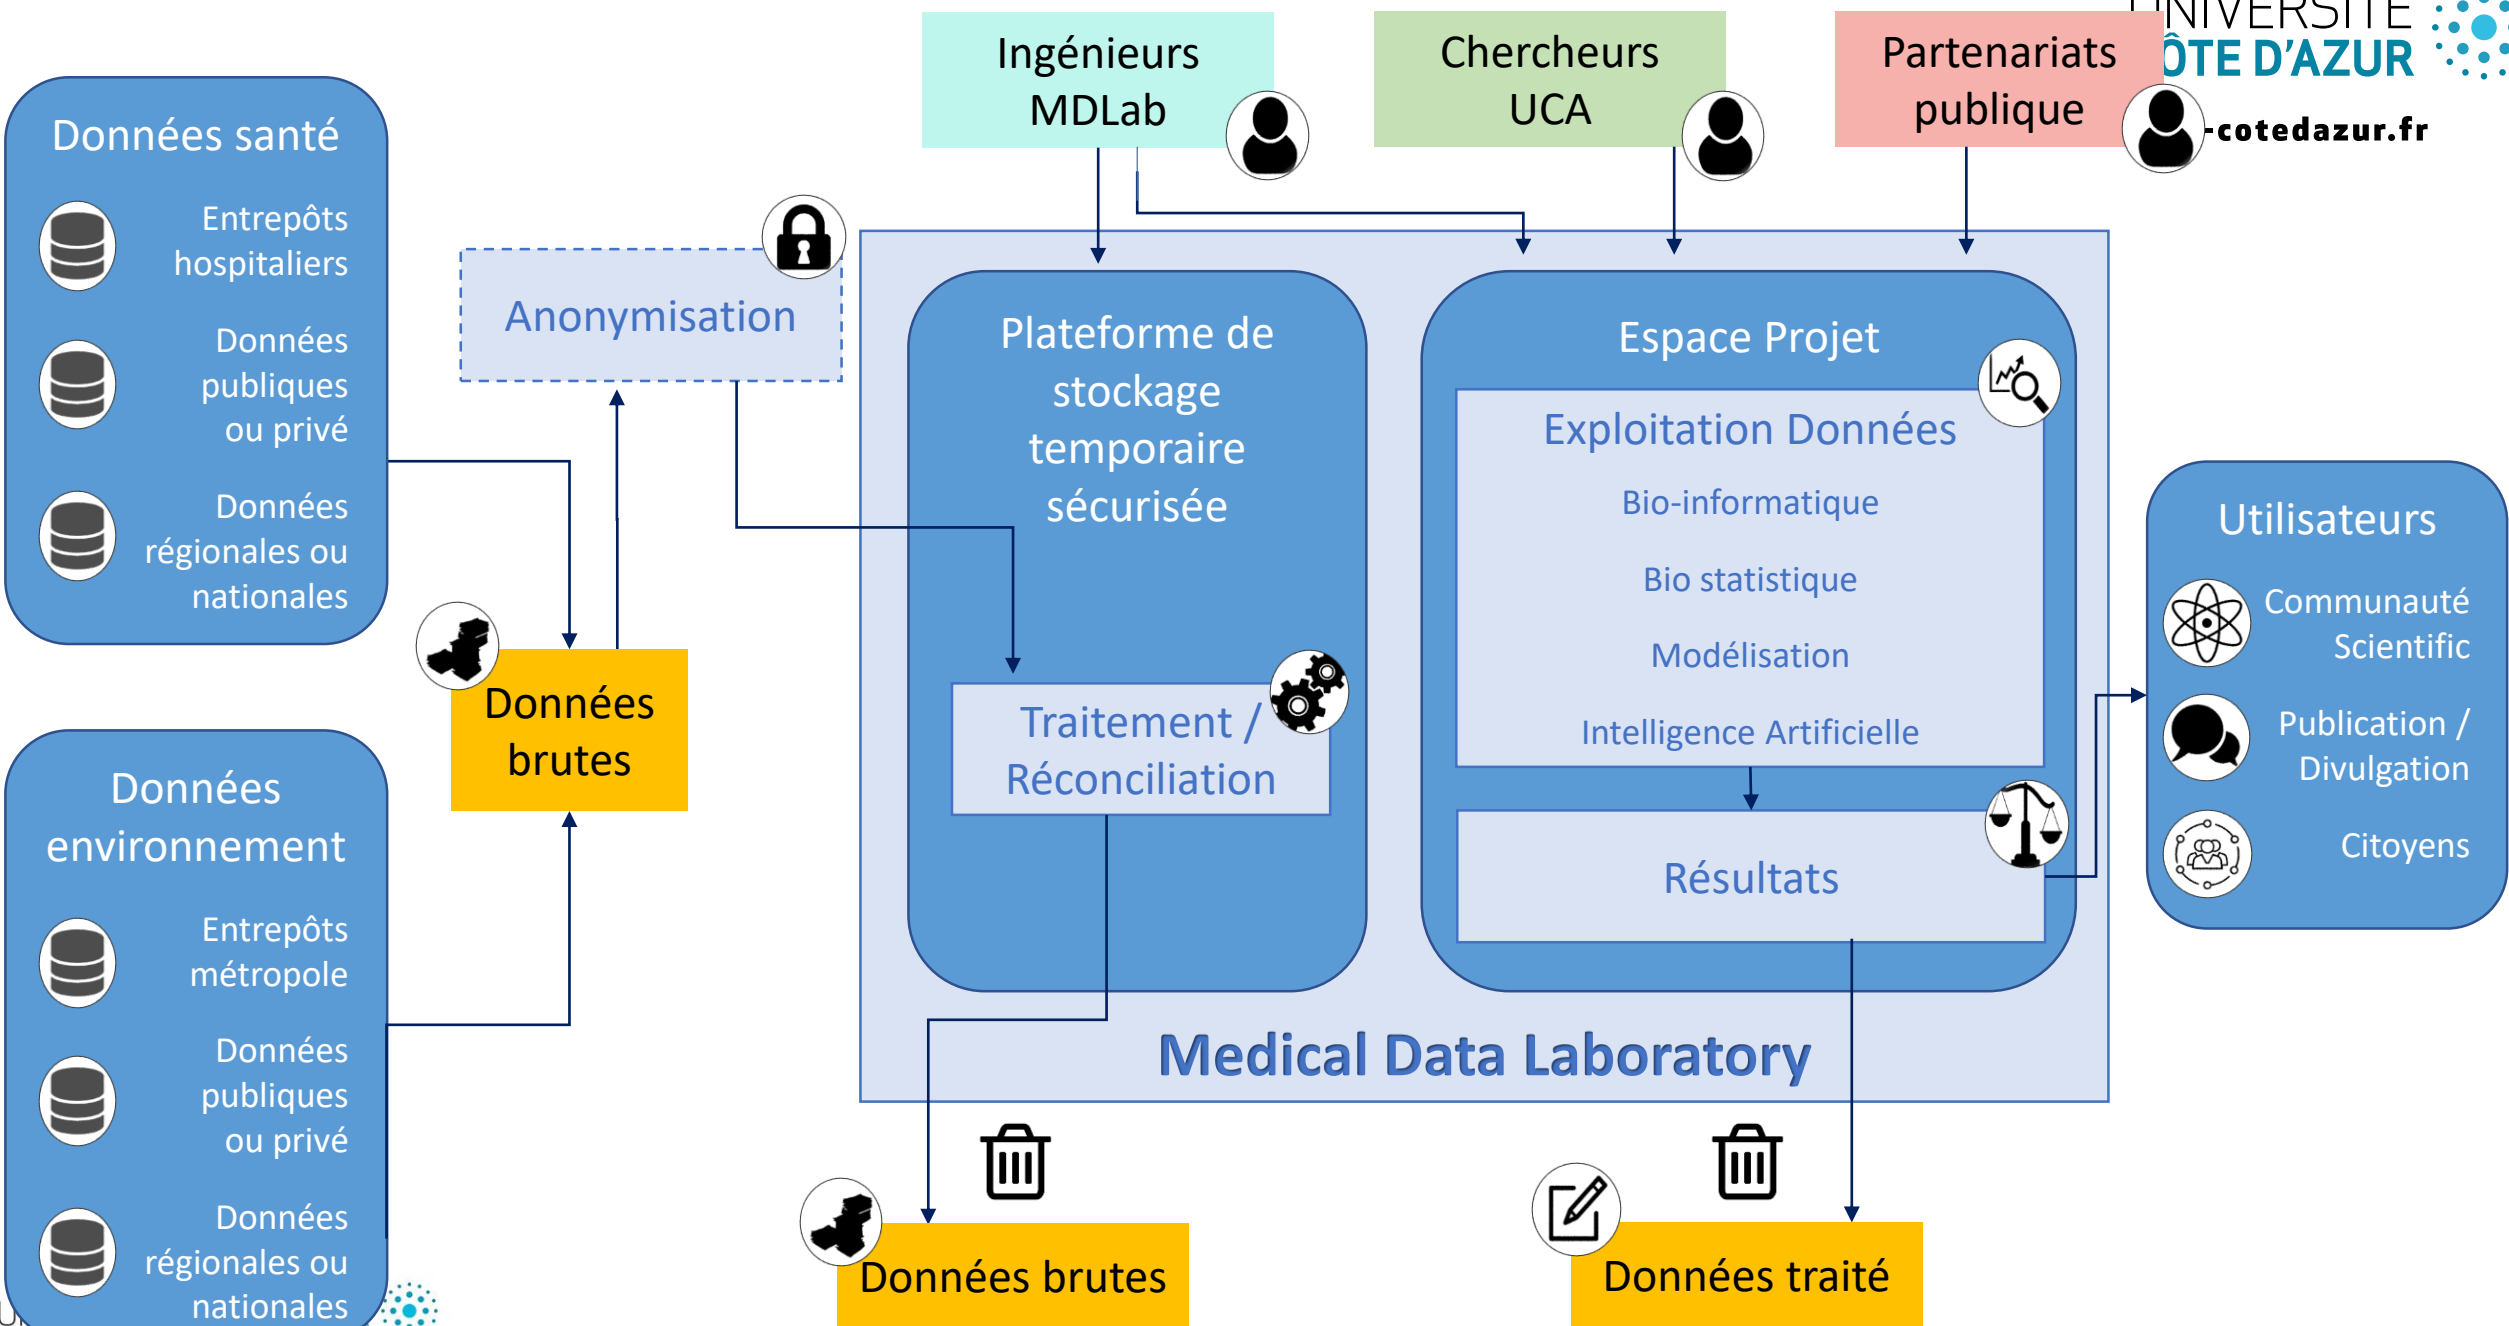 Ingénieurs
MDLab
Chercheurs
UCA
Partenariats
publique
UNIVERSITÉ
ÔTE D'AZUR
-cotedazur.fr
Données santé
Entrepôts
hospitaliers
Données
publiques
ou privé
Données
régionales ou
nationales
Anonymisation
Données
brutes
Données
environnement
Entrepôts
métropole
Données
publiques
ou privé
Données
régionales ou
nationales
Plateforme de
stockage
temporaire
sécurisée
Traitement /
Réconciliation
Espace Projet
Exploitation Données
Bio-informatique
Bio statistique
Modélisation
Intelligence Artificielle
Résultats
Medical Data Laboratory
Utilisateurs
Communauté
Scientific
Publication /
Divulgation
Citoyens
Données brutes
Données traité